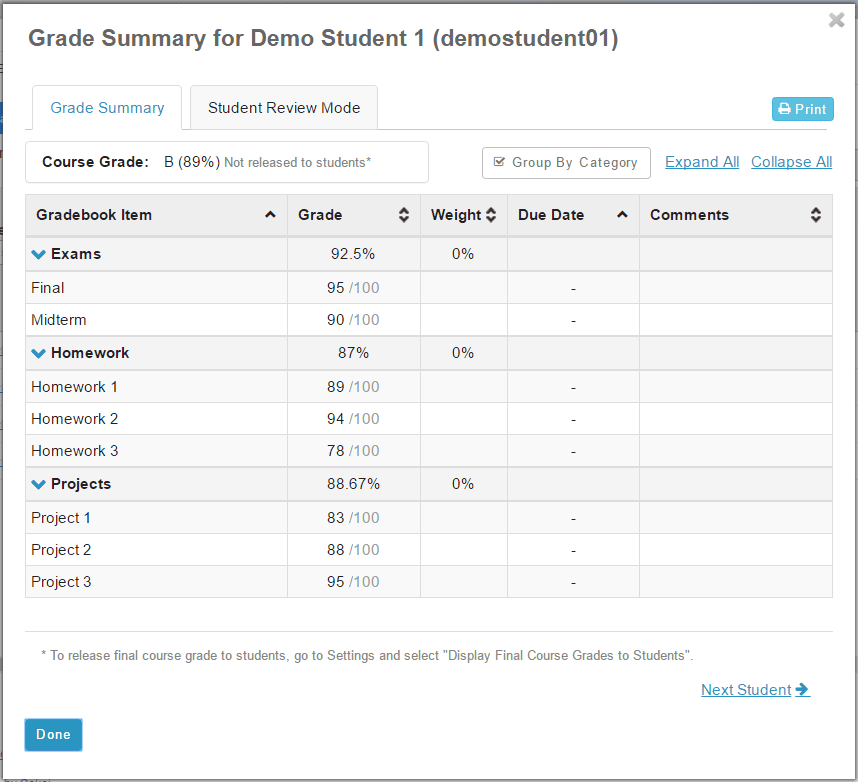 Grade Summary for Demo Student 1 (demostudent01)
Grade Summary Student Review Mode Print
Course Grade: B (89%) Not released to students* Group By Category Expand All Collapse All
Gradebook Item Grade Weight Due Date Comments
Exams 92.5% 0%
Final 95 /100 -
Midterm 90 /100 -
Homework 87% 0%
Homework 1 89 /100 -
Homework 2 94 /100 -
Homework 3 78 /100 -
Projects 88.67% 0%
Project 1 83 /100 -
Project 2 88 /100 -
Project 3 95 /100 -
* To release final course grade to students, go to Settings and select "Display Final Course Grades to Students".
Next Student
Done